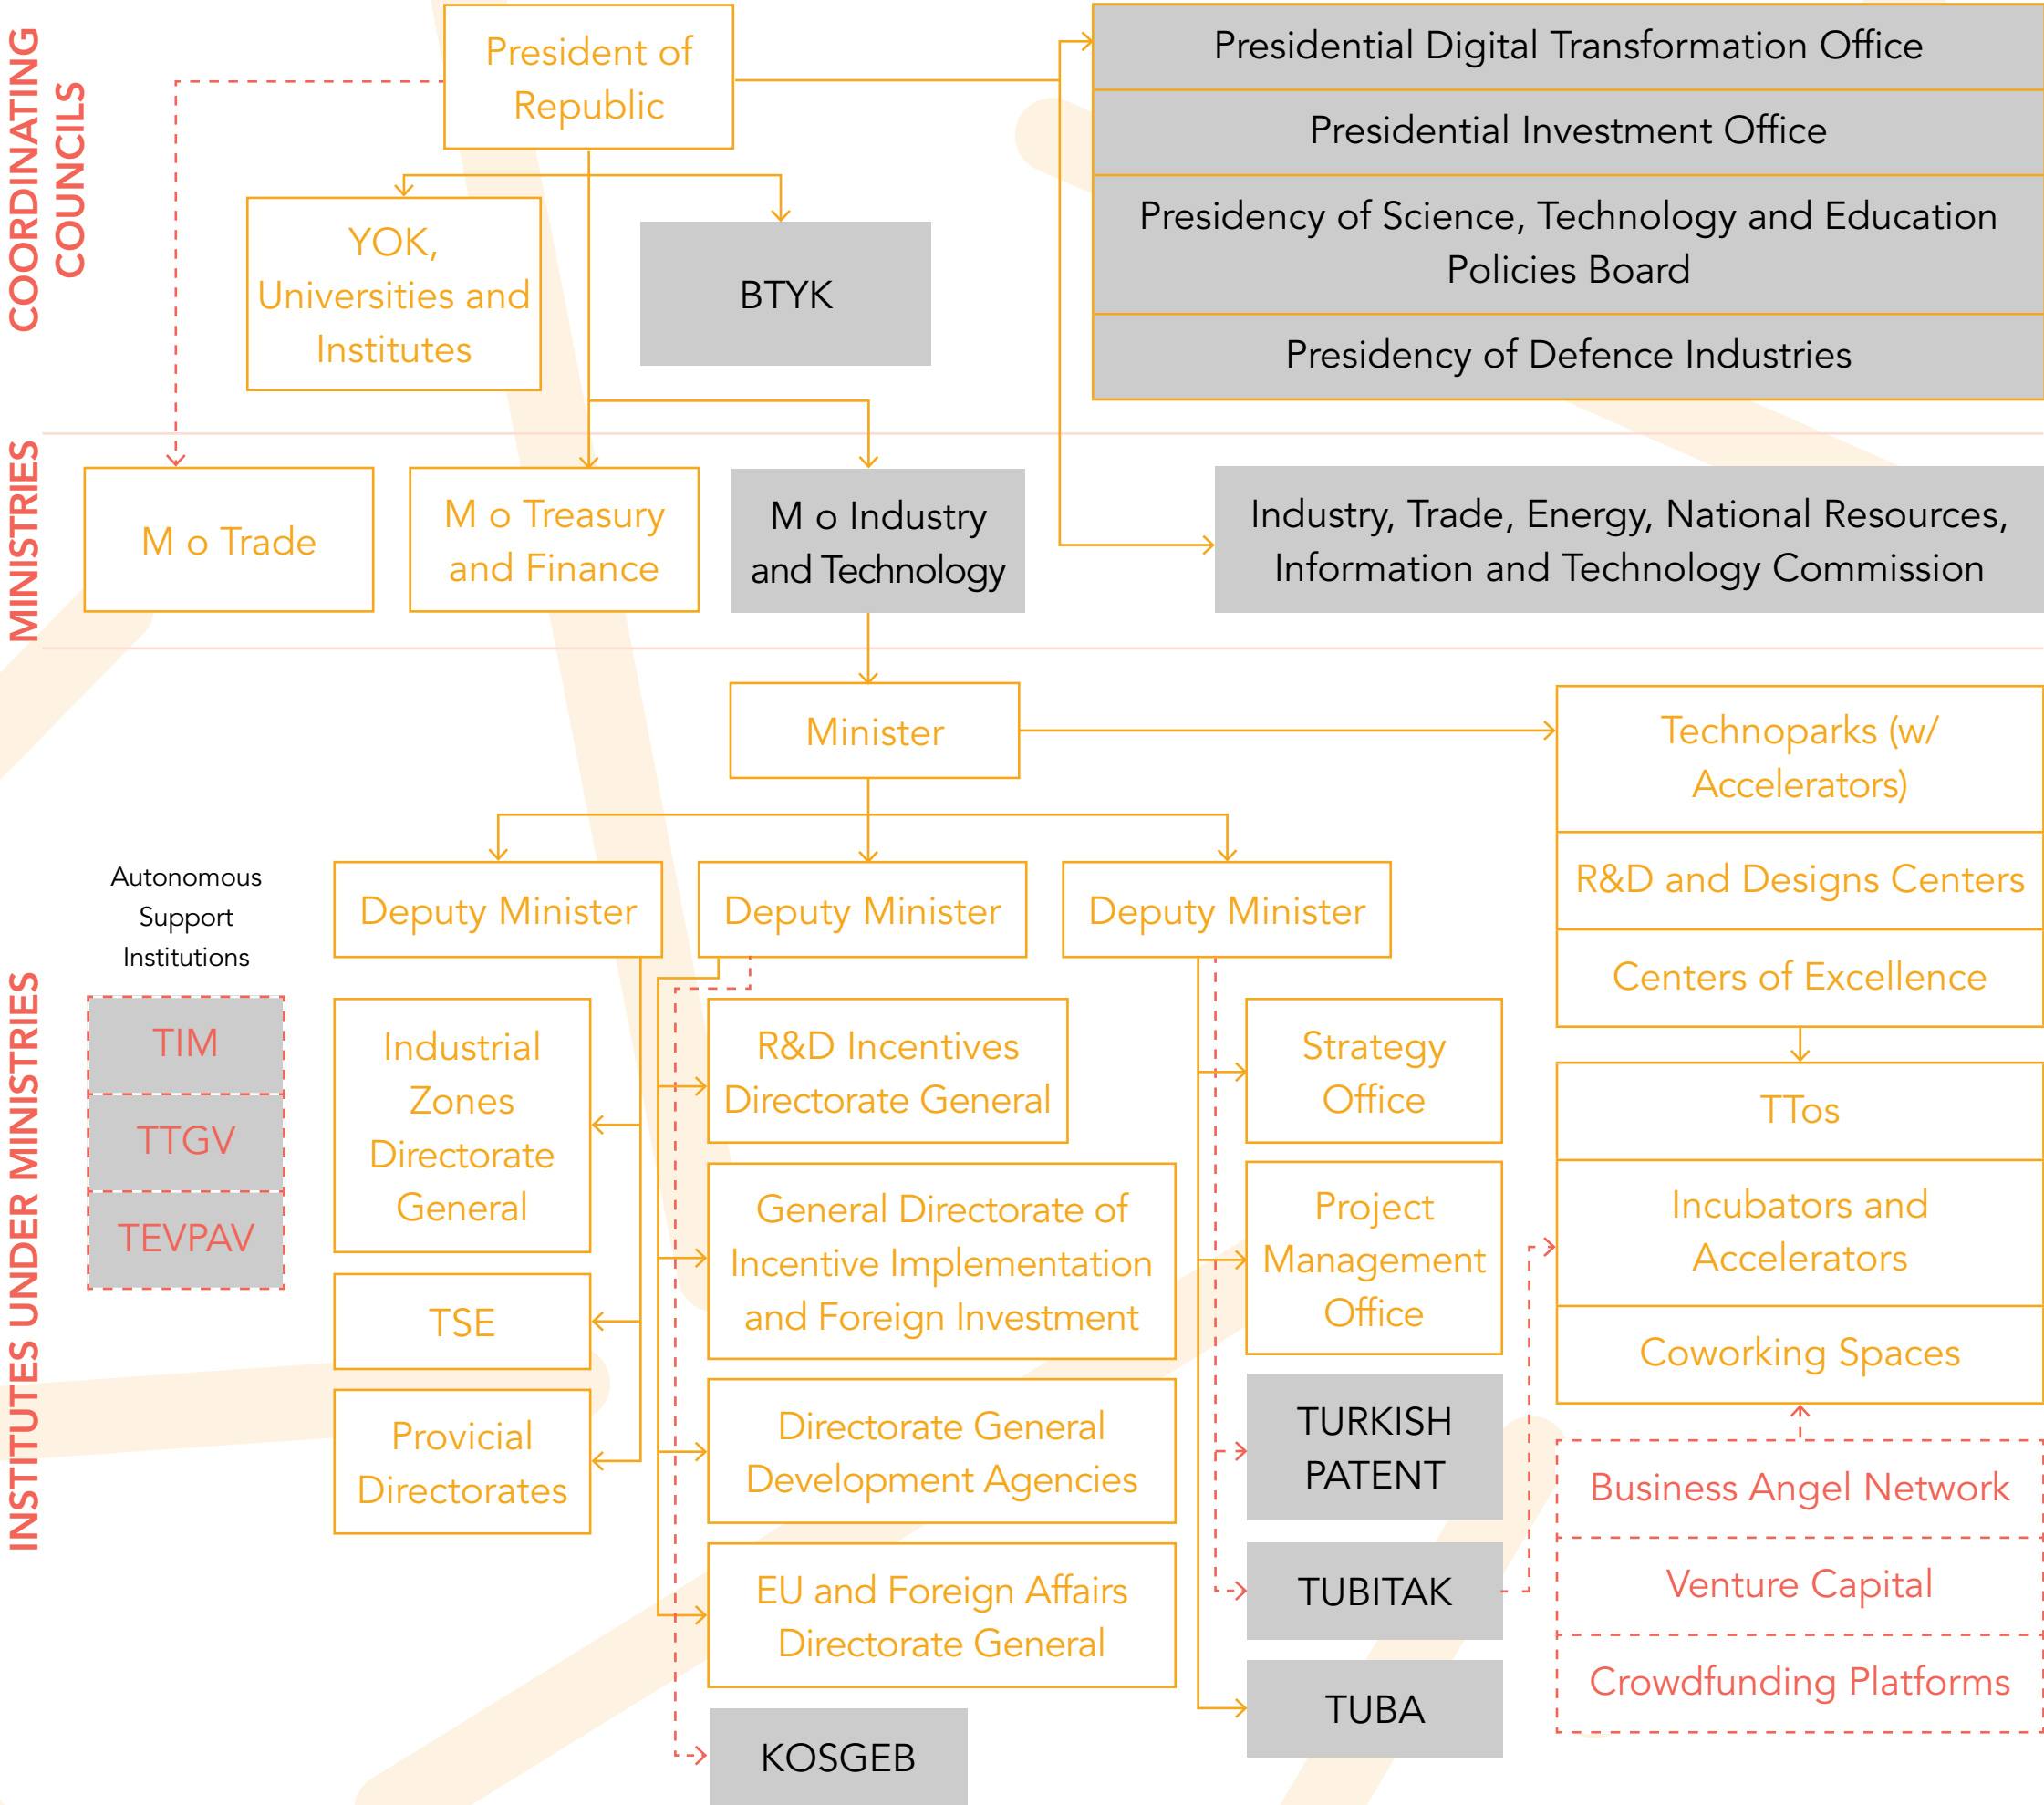 COORDINATING
COUNCILS
President of
Republic
Presidential Digital Transformation Office
Presidential Investment Office
Presidency of Science, Technology and Education
Policies Board
Presidency of Defence Industries
YOK,
Universities and
Institutes
BTYK
MINISTRIES
M o Trade
M o Treasury
and Finance
M o Industry
and Technology
Industry, Trade, Energy, National Resources,
Information and Technology Commission
INSTITUTES UNDER MINISTRIES
Minister
Deputy Minister
Deputy Minister
Deputy Minister
Autonomous
Support
Institutions
TIM
TTGV
TEVPAV
Industrial
Zones
Directorate
General
TSE
Provicial
Directorates
R&D Incentives
Directorate General
General Directorate of
Incentive Implementation
and Foreign Investment
Directorate General
Development Agencies
EU and Foreign Affairs
Directorate General
KOSGEB
Strategy
Office
Project
Management
Office
TURKISH
PATENT
TUBITAK
TUBA
Technoparks (w/
Accelerators)
R&D and Designs Centers
Centers of Excellence
TTos
Incubators and
Accelerators
Coworking Spaces
Business Angel Network
Venture Capital
Crowdfunding Platforms